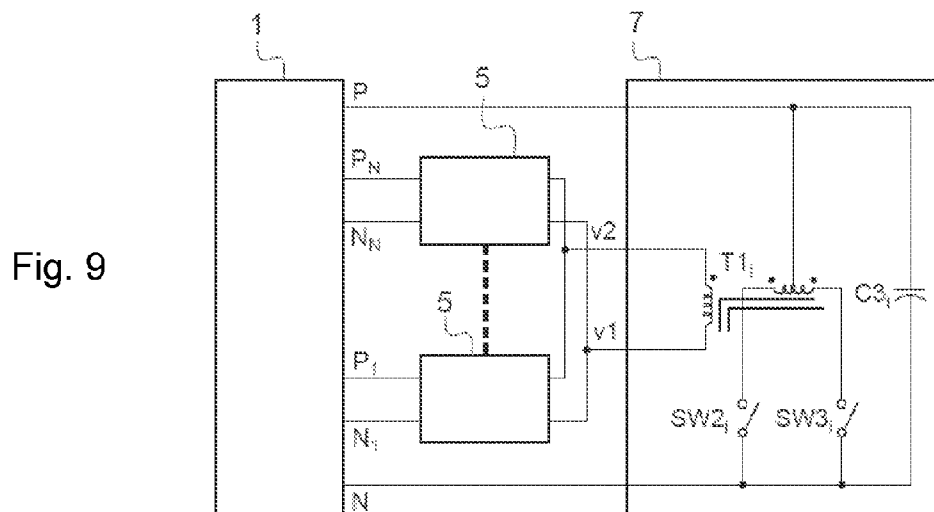 1
7
P
5
P_N
N_N
v2
T1_i
C3_i
Fig. 9
5
v1
P_1
N_1
SW2_i
SW3_i
N